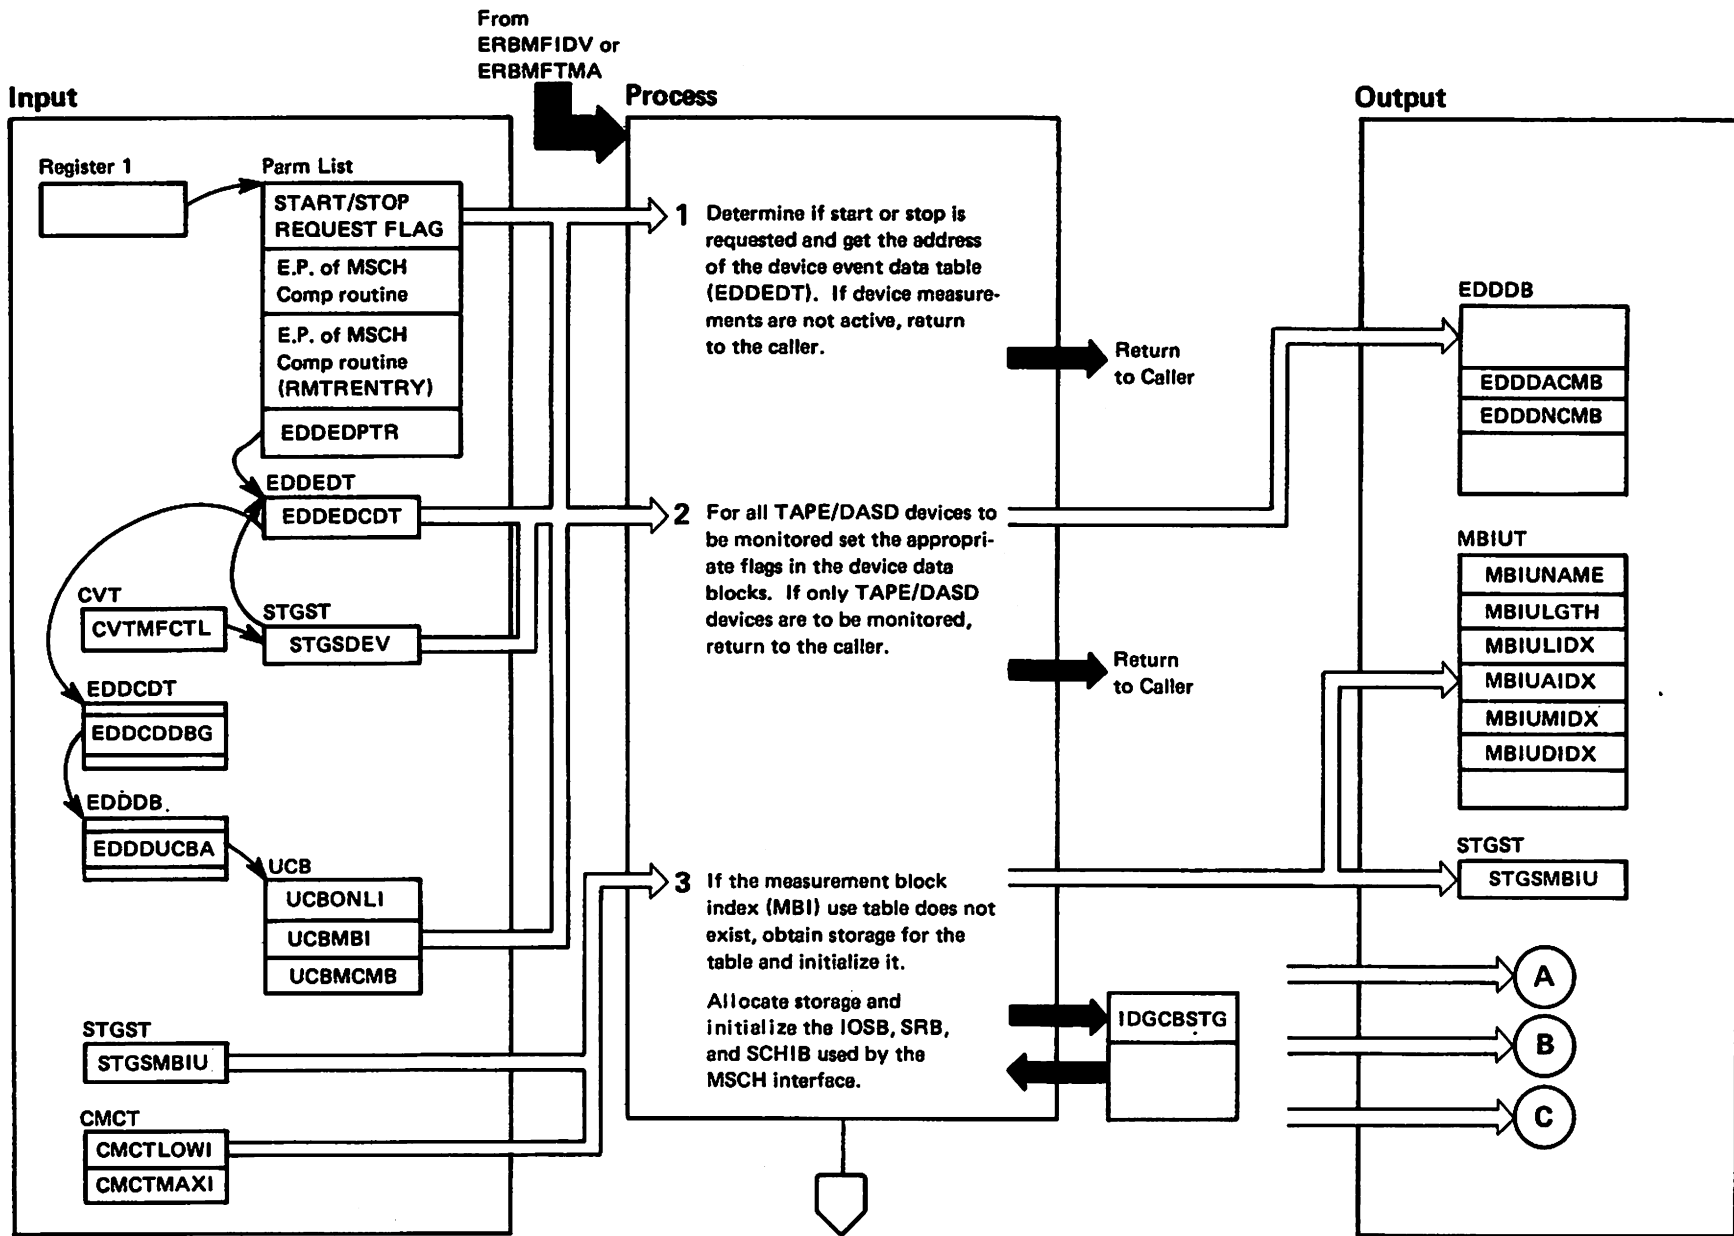 From
ERBMFIDV or
ERBMFTMA
Input
Process
Output
Register 1
Parm List
START/STOP
REQUEST FLAG
E.P. of MSCH
Comp routine
E.P. of MSCH
Comp routine
(RMTRENTRY)
EDDEDPTR
EDDEDT
EDDEDCDT
CVT
CVTMFCTL
STGST
STGSDEV
EDDCDT
EDDCDDBG
EDDDB.
EDDDUCBA
UCB
UCBONLI
UCBMBI
UCBMCMB
STGST
STGSMBIU
CMCT
CMCTLOWI
CMCTMAXI
1 Determine if start or stop is
requested and get the address
of the device event data table
(EDDEDT). If device measure-
ments are not active, return
to the caller.
Return
to Caller
2 For all TAPE/DASD devices to
be monitored set the appropri-
ate flags in the device data
blocks. If only TAPE/DASD
devices are to be monitored,
return to the caller.
Return
to Caller
3 If the measurement block
index (MBI) use table does not
exist, obtain storage for the
table and initialize it.
Allocate storage and
initialize the IOSB, SRB,
and SCHIB used by the
MSCH interface.
IDGCBSTG
EDDDB
EDDDACMB
EDDDNCMB
MBIUT
MBIUNAME
MBIULGTH
MBIULIDX
MBIUAIDX
MBIUMIDX
MBIUDIDX
STGST
STGSMBIU
A
B
C